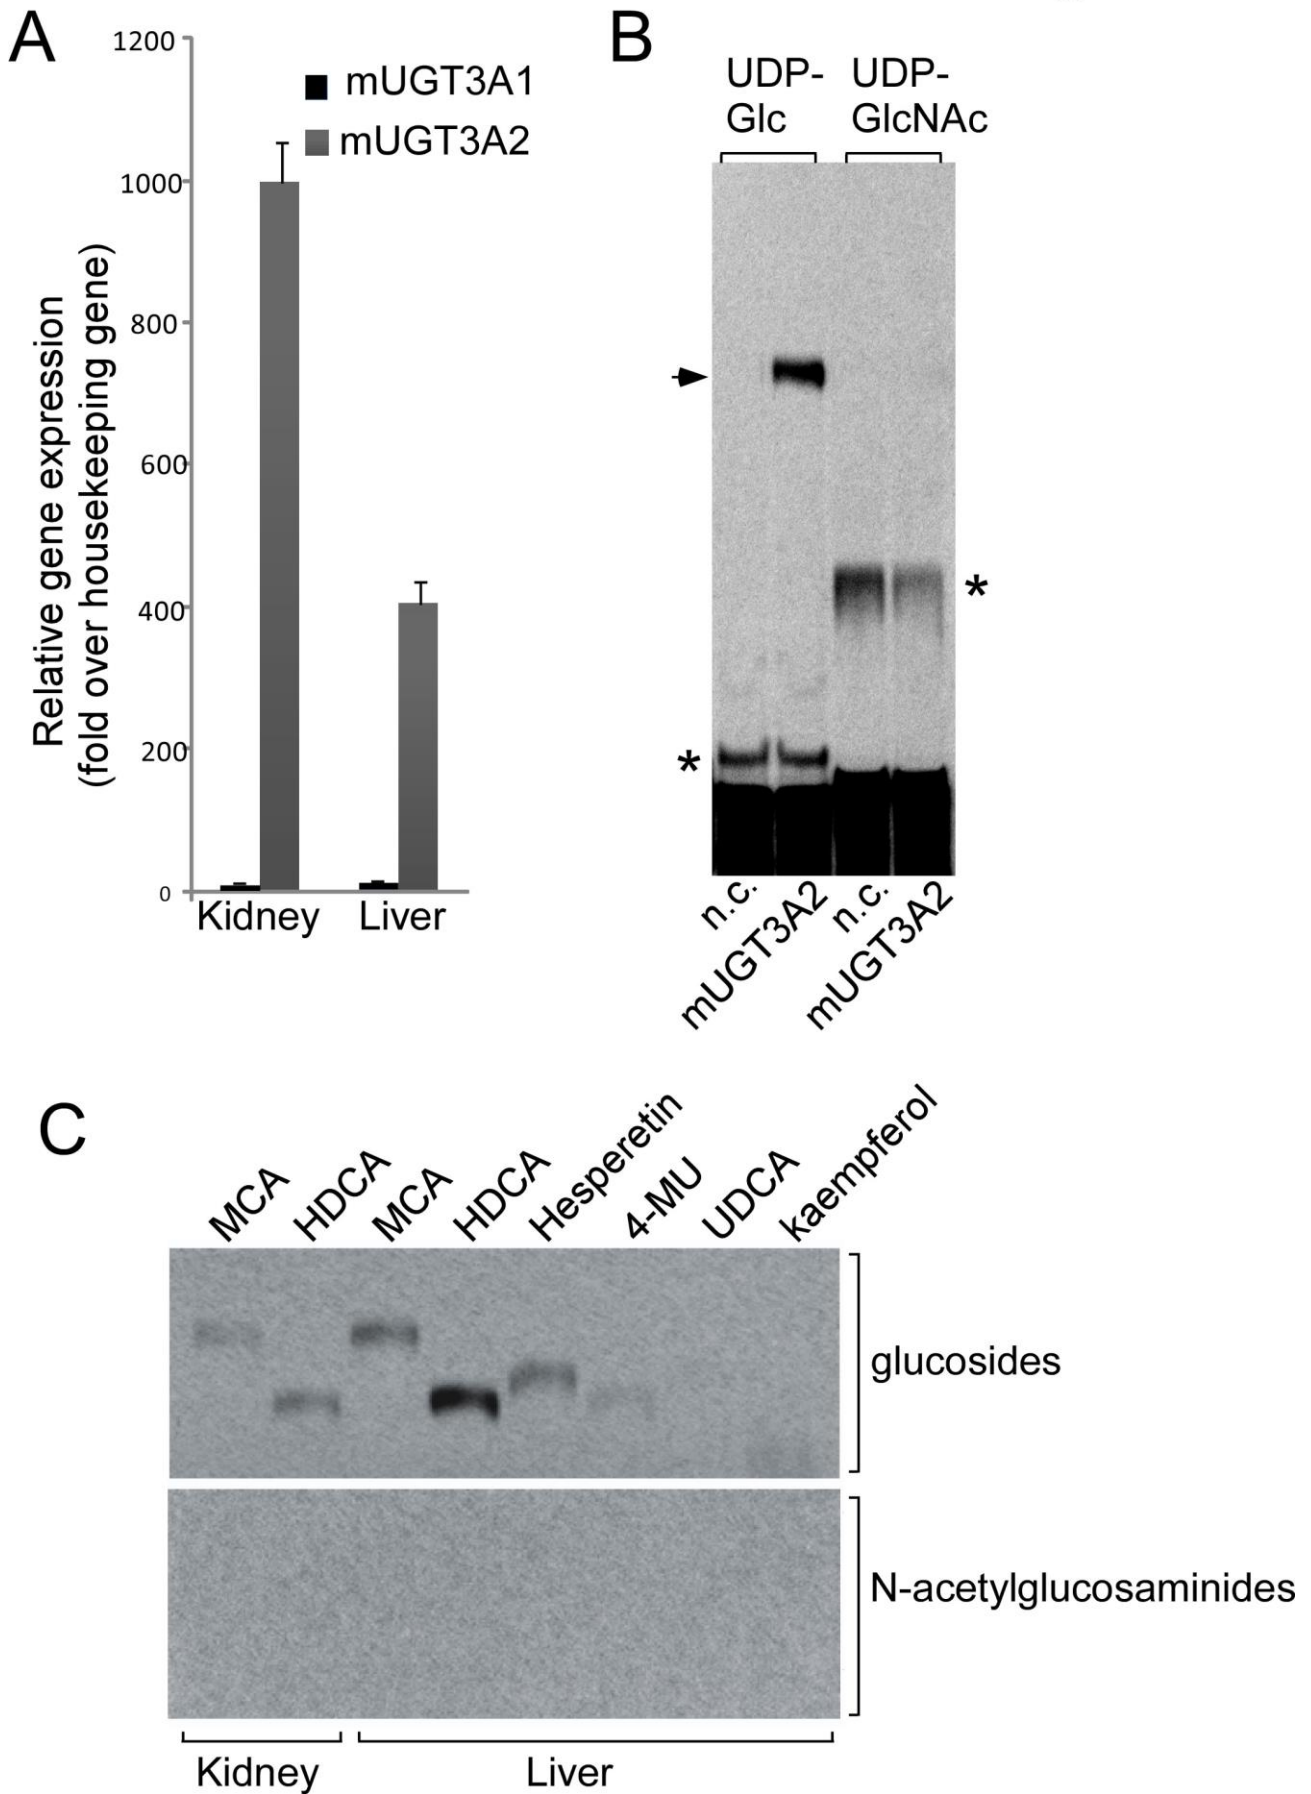 A
1200
1000
800
600
400
200
0
mUGT3A1
mUGT3A2
Relative gene expression
(fold over housekeeping gene)
Kidney
Liver
B
UDP-
Glc
UDP-
GlcNAc
*
*
n.c.
mUGT3A2
n.c.
mUGT3A2
C
MCA
HDCA
MCA
HDCA
Hesperetin
4-MU
UDCA
kaempferol
glucosides
N-acetylglucosaminides
Kidney
Liver